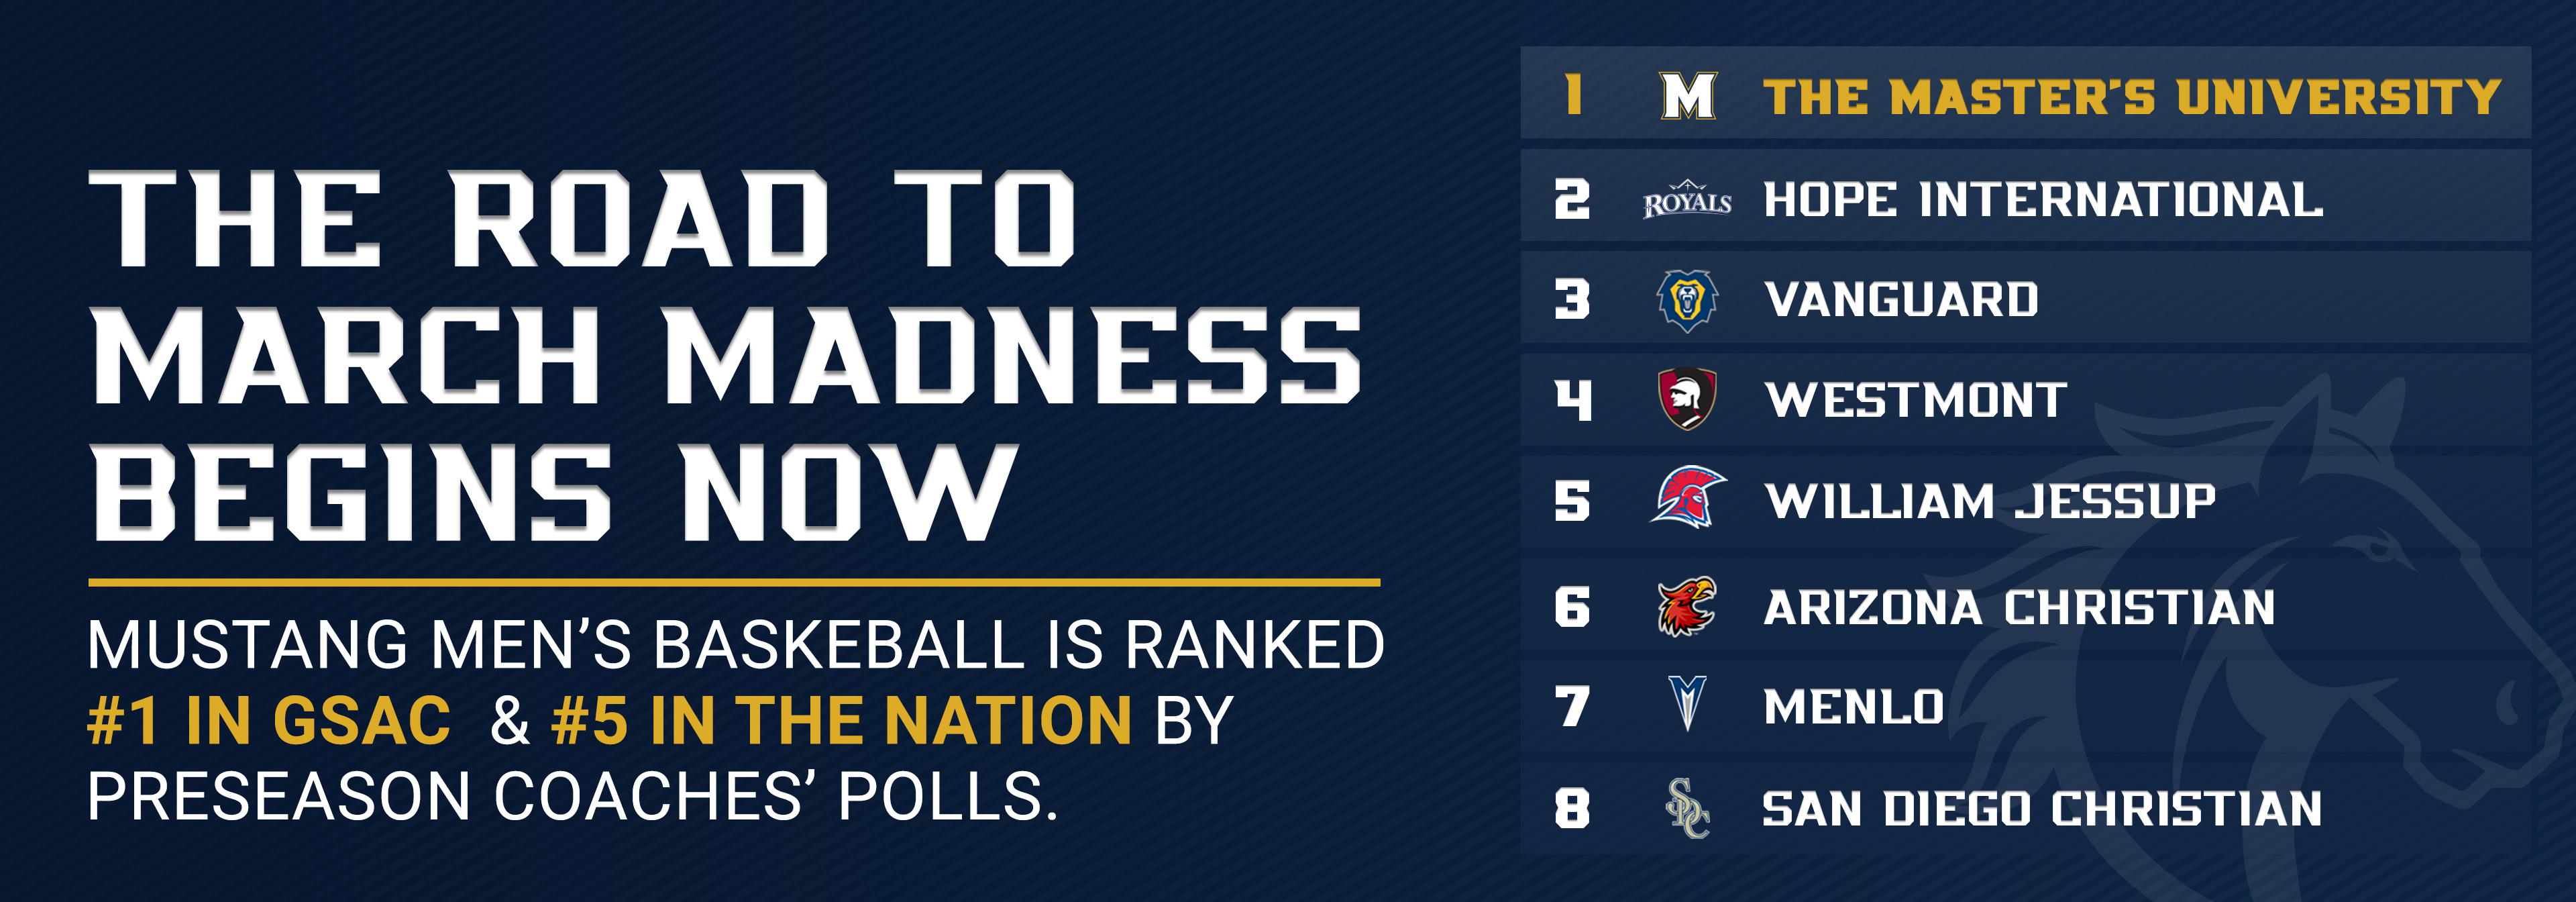 THE ROAD TO
MARCH MADNESS
BEGINS NOW
MUSTANG MEN’S BASKEBALL IS RANKED
#1 IN GSAC & #5 IN THE NATION BY
PRESEASON COACHES’ POLLS.
1 M THE MASTER’S UNIVERSITY
2 ROYALS HOPE INTERNATIONAL
3 VANGUARD
4 WESTMONT
5 WILLIAM JESSUP
6 ARIZONA CHRISTIAN
7 MENLO
8 SDC SAN DIEGO CHRISTIAN